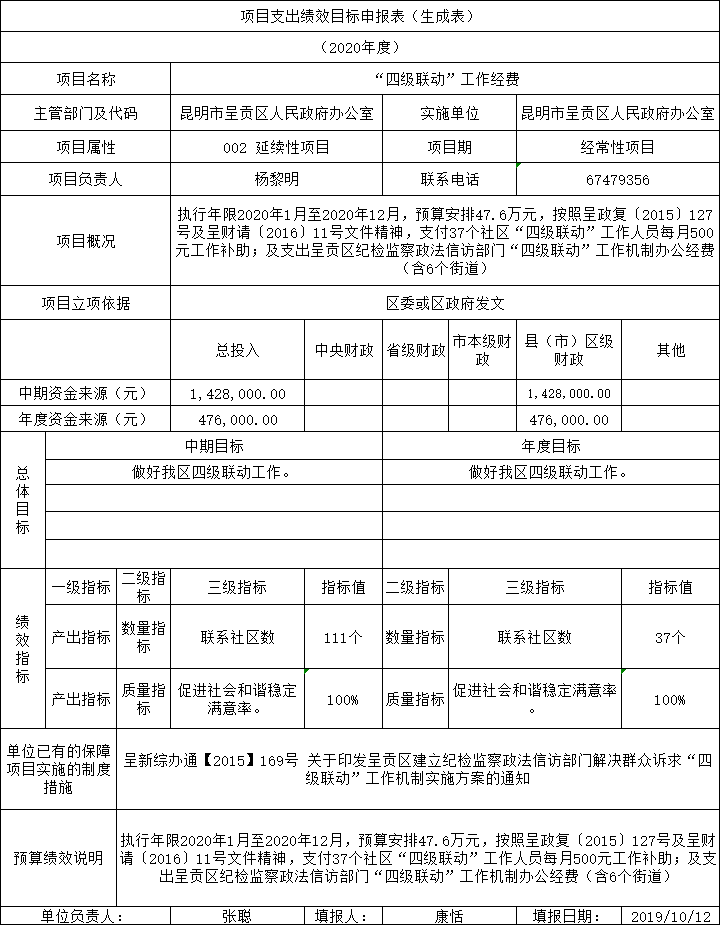 项目支出绩效目标申报表（生成表）
（2020年度）
项目名称 “四级联动”工作经费
主管部门及代码 昆明市呈贡区人民政府办公室 实施单位 昆明市呈贡区人民政府办公室
项目属性 002 延续性项目 项目期 经常性项目
项目负责人 杨黎明 联系电话 67479356
项目概况
执行年限2020年1月至2020年12月，预算安排47.6万元，按照呈政复〔2015〕127
号及呈财请〔2016〕11号文件精神，支付37个社区“四级联动”工作人员每月500
元工作补助；及支出呈贡区纪检监察政法信访部门“四级联动”工作机制办公经费
（含6个街道）
项目立项依据 区委或区政府发文
总投入 中央财政 省级财政 市本级财
政 县（市）区级
财政 其他
中期资金来源（元） 1,428,000.00 1,428,000.00
年度资金来源（元） 476,000.00 476,000.00
总
体
目
标
中期目标 年度目标
做好我区四级联动工作。 做好我区四级联动工作。
绩
效
指
标
一级指标 二级指
标 三级指标 指标值 二级指标 三级指标 指标值
产出指标 数量指
标 联系社区数 111个 数量指标 联系社区数 37个
产出指标 质量指
标 促进社会和谐稳定
满意率。 100% 质量指标 促进社会和谐稳定满意率
。 100%
单位已有的保障
项目实施的制度
措施
呈新综办通【2015】169号 关于印发呈贡区建立纪检监察政法信访部门解决群众诉求“四
级联动”工作机制实施方案的通知
预算绩效说明
执行年限2020年1月至2020年12月，预算安排47.6万元，按照呈政复〔2015〕127号及呈财
请〔2016〕11号文件精神，支付37个社区“四级联动”工作人员每月500元工作补助；及支
出呈贡区纪检监察政法信访部门“四级联动”工作机制办公经费（含6个街道）
单位负责人： 张聪 填报人： 康恬 填报日期： 2019/10/12